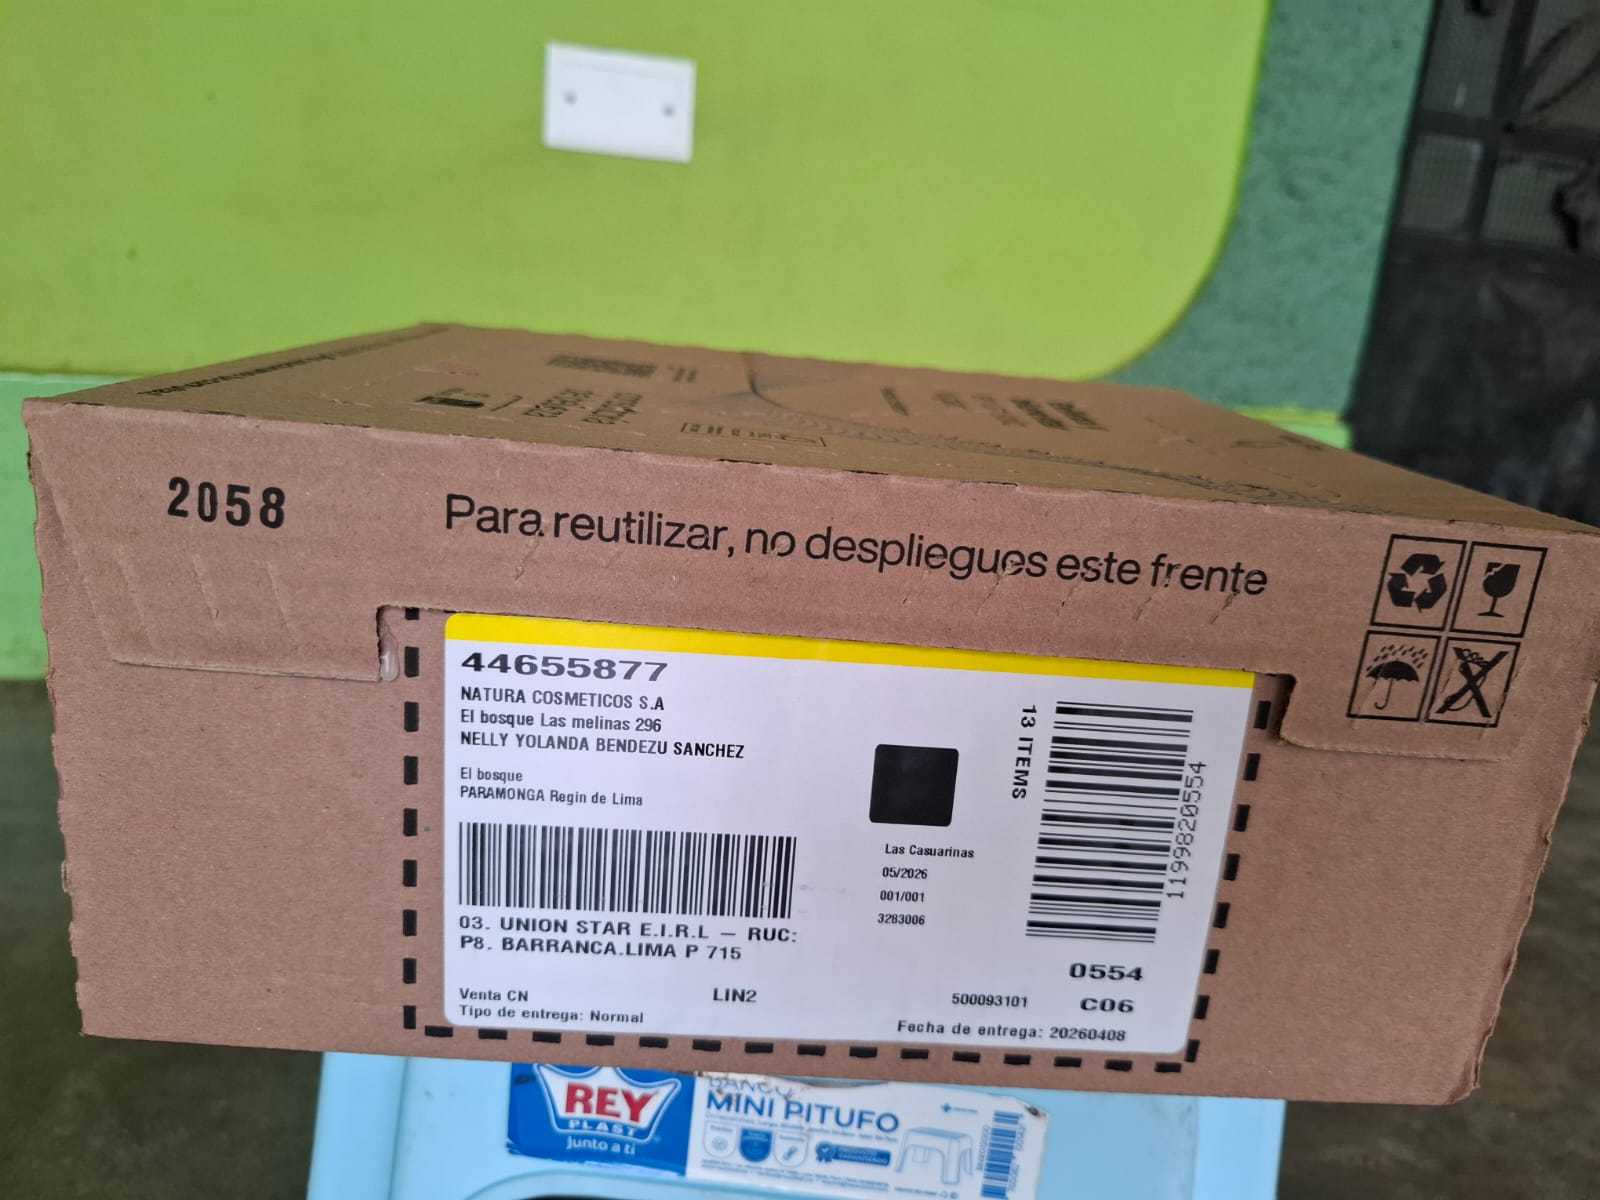 2058
Para reutilizar, no despliegues este frente
44655877
NATURA COSMETICOS S.A
El bosque Las melinas 296
NELLY YOLANDA BENDEZU SANCHEZ
El bosque
PARAMONGA Regin de Lima
03. UNION STAR E.I.R.L – RUC:
P8. BARRANCA.LIMA P 715
Venta CN
LIN2
Tipo de entrega: Normal
Las Casuarinas
05/2026
001/001
3283006
13 ITEMS
1199820554
0554
500093101
C06
Fecha de entrega: 20260408
REY
PLAST
junto a ti
BANCO
MINI PITUFO